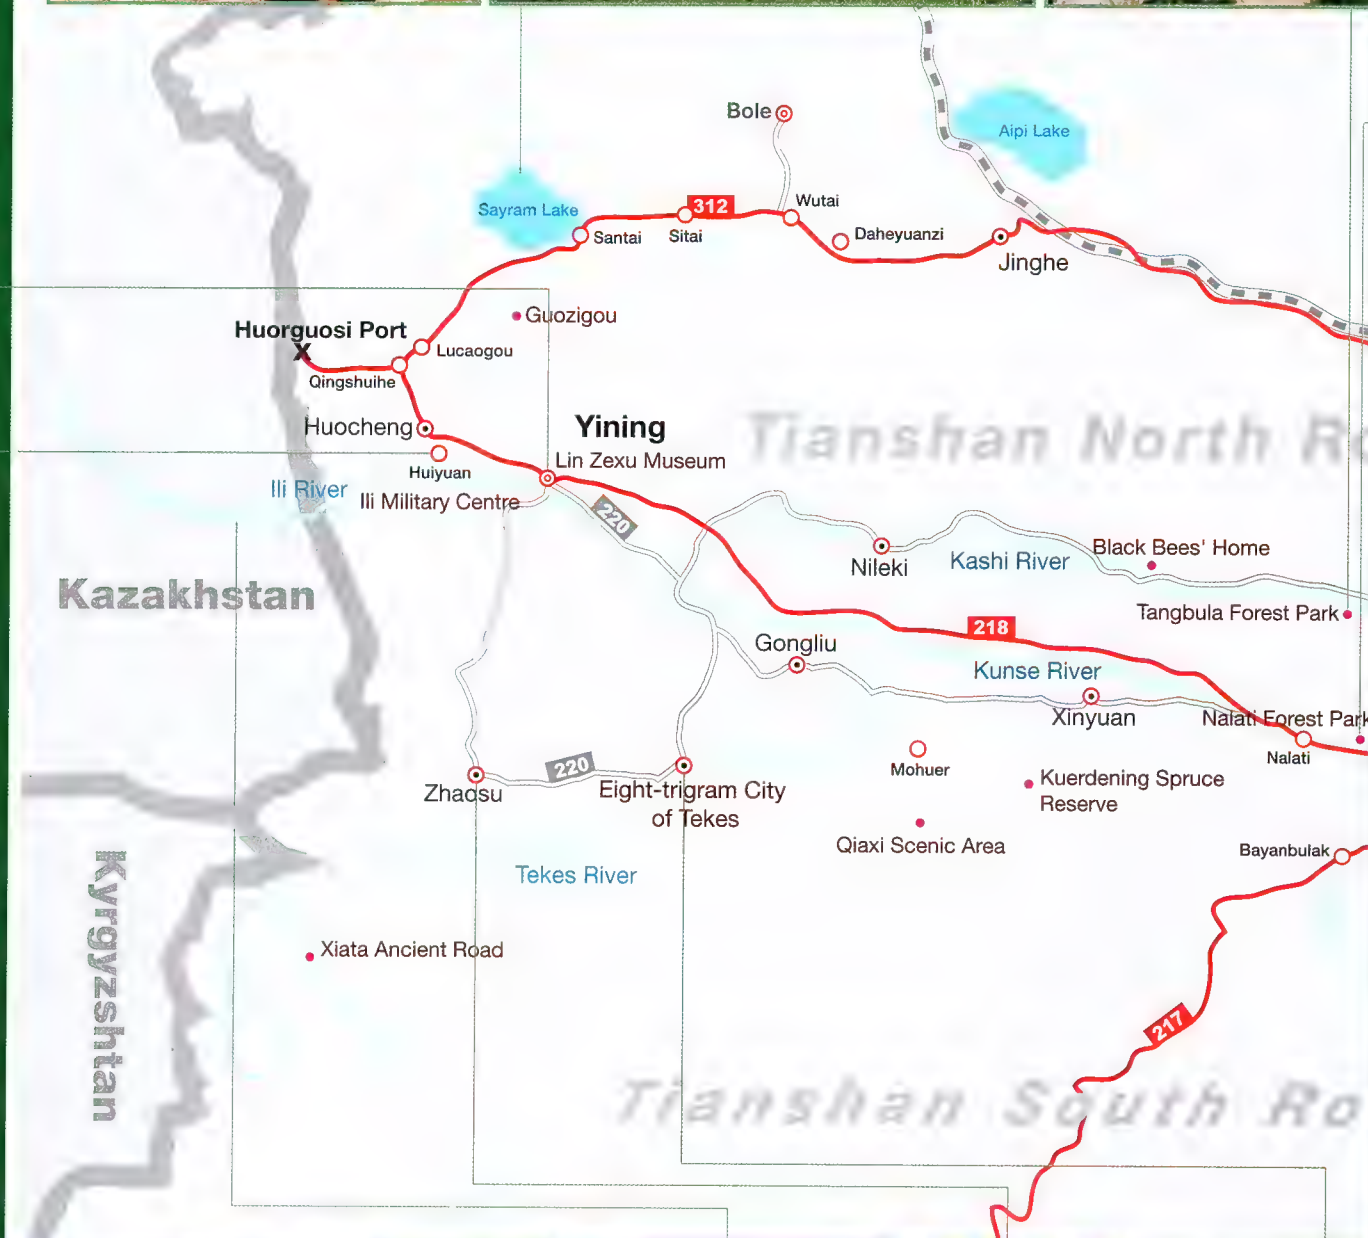 Bole
Aipi Lake
Sayram Lake
312
Wutai
Santai
Sitai
Daheyuanzi
Jinghe
Guozigou
Huorguosi Port
X
Lucaogou
Qingshuihe
Huocheng
Yining
Tianshan North Ro
Lin Zexu Museum
Huiyuan
Ili River
Ili Military Centre
220
Black Bees' Home
Nileki
Kashi River
Kazakhstan
Tangbula Forest Park
218
Gongliu
Kunse River
Xinyuan
Nalati Forest Park
Nalati
Mohuer
220
Zhaosu
Eight-trigram City
of Tekes
Kuerdening Spruce
Reserve
Qiaxi Scenic Area
Bayanbulak
Tekes River
Kyrgyzshtan
Xiata Ancient Road
217
Tianshan South Ro